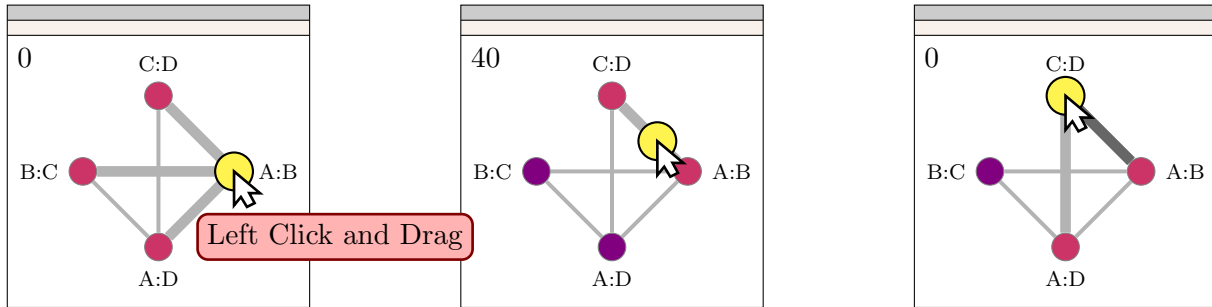 0
C:D
B:C
A:B
A:D
Left Click and Drag
40
C:D
B:C
A:B
A:D
0
C:D
B:C
A:B
A:D